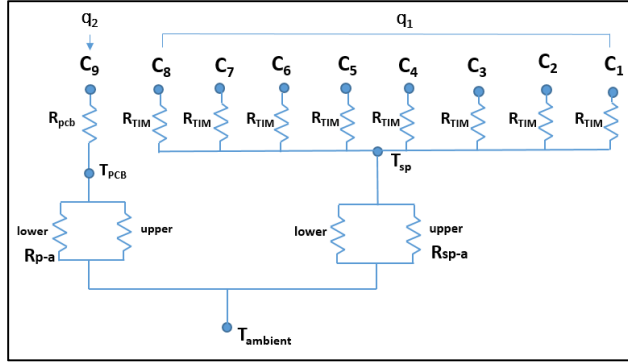 q2 q1
C9 C8 C7 C6 C5 C4 C3 C2 C1
Rpcb RTIM RTIM RTIM RTIM RTIM RTIM RTIM RTIM
TPCB Tsp
lower upper lower upper
Rp-a Rsp-a
Tambient